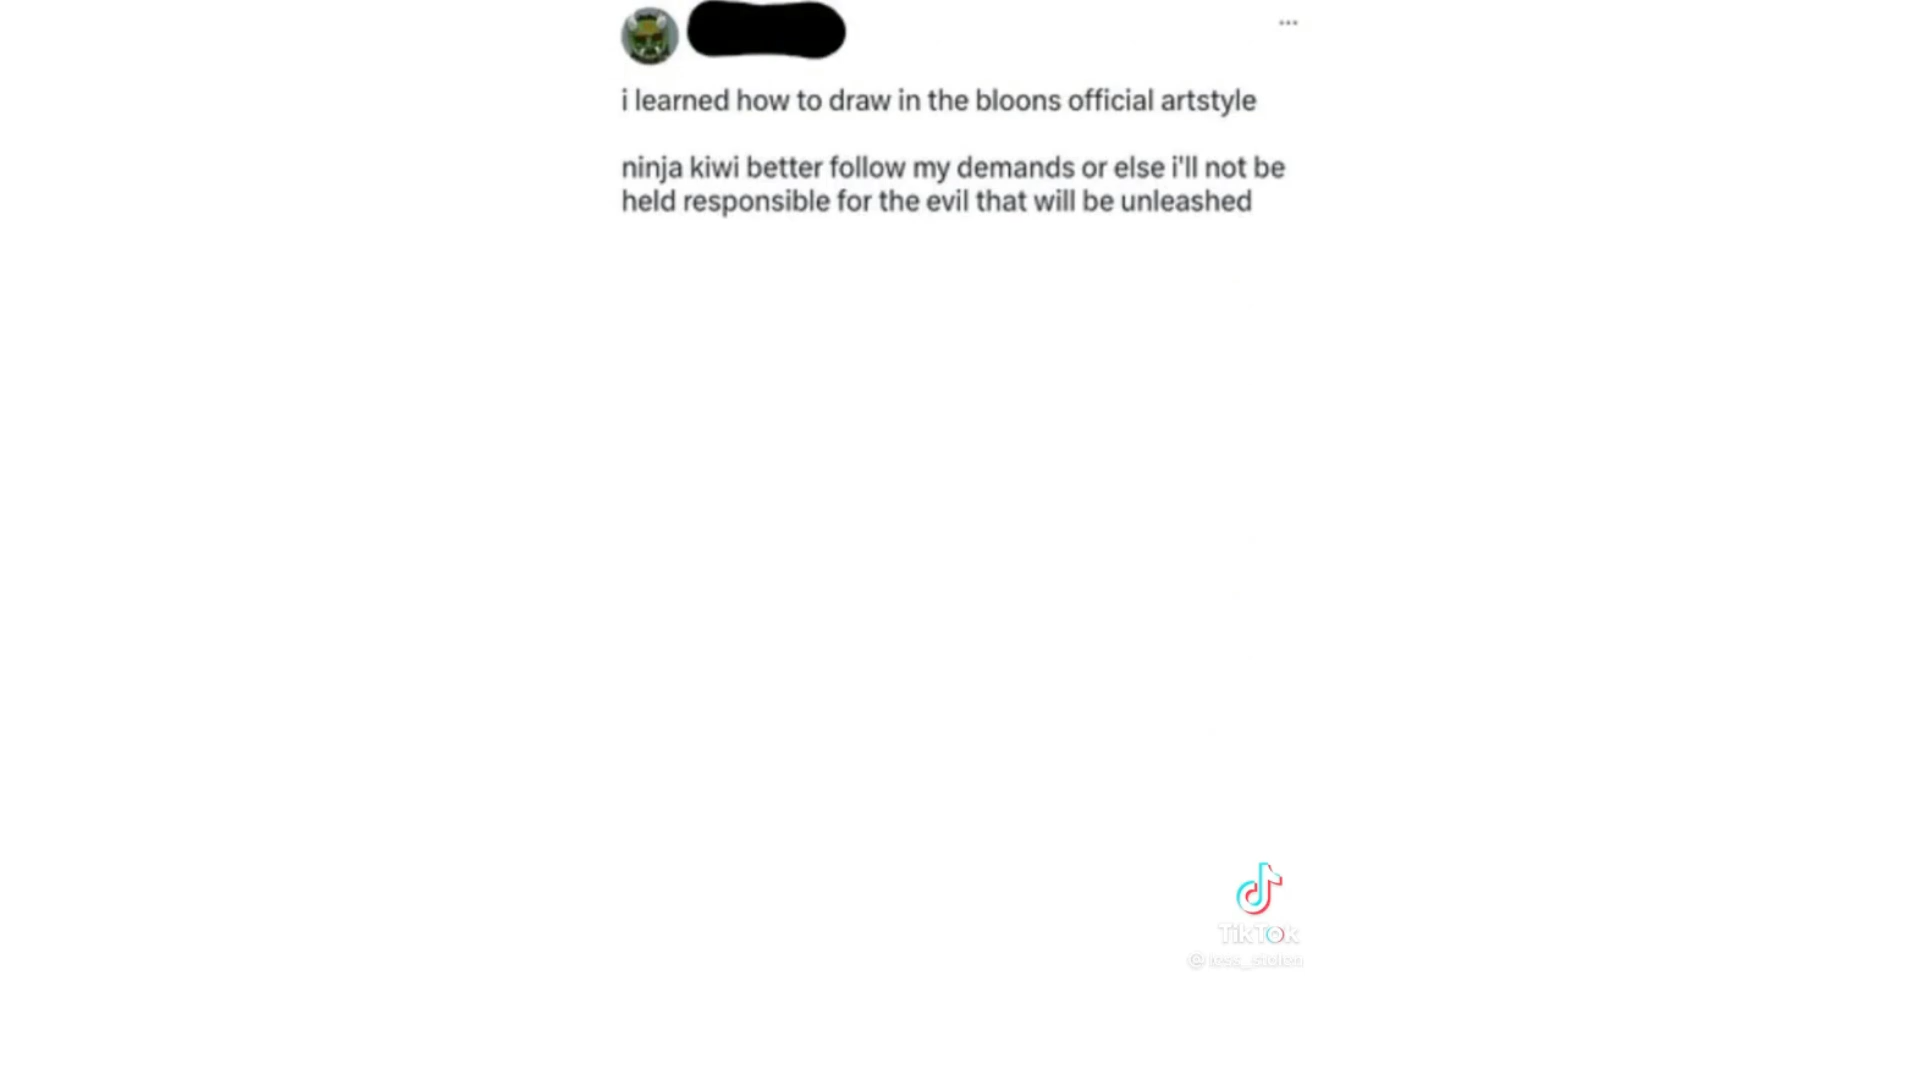 i learned how to draw in the bloons official artstyle
ninja kiwi better follow my demands or else i'll not be
held responsible for the evil that will be unleashed
TikTok